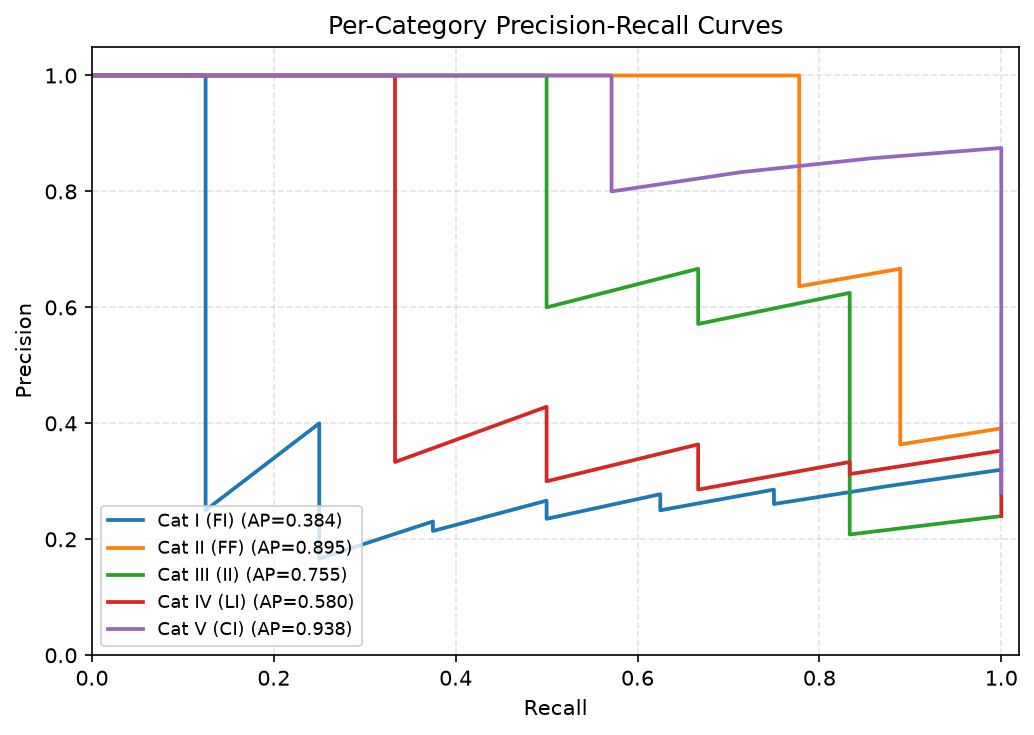 Per-Category Precision-Recall Curves
1.0
0.8
0.6
0.4
0.2
0.0
Precision
Cat I (FI) (AP=0.384)
Cat II (FF) (AP=0.895)
Cat III (II) (AP=0.755)
Cat IV (LI) (AP=0.580)
Cat V (CI) (AP=0.938)
0.0 0.2 0.4 0.6 0.8 1.0
Recall